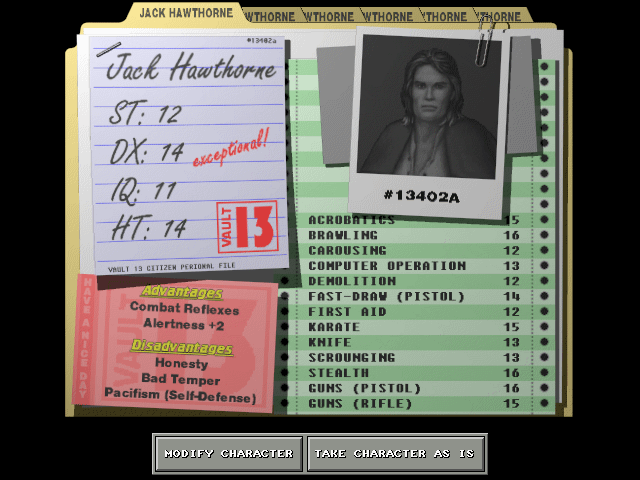 JACK HAWTHORNE
WTHORNE
WTHORNE
WTHORNE
WTHORNE
WTHORNE
#13402a
Jack Hawthorne
ST: 12
DX: 14
exceptional!
IQ: 11
HT: 14
VAULT 13
VAULT 13 CITIZEN PERIONAL FILE
#13402A
HAVE A NICE DAY
Advantages
Combat Reflexes
Alertness +2
Disadvantages
Honesty
Bad Temper
Pacifism (Self-Defense)
ACROBATICS 15
BRAWLING 16
CAROUSING 12
COMPUTER OPERATION 13
DEMOLITION 12
FAST-DRAW (PISTOL) 14
FIRST AID 12
KARATE 15
KNIFE 13
SCROUNGING 13
STEALTH 16
GUNS (PISTOL) 16
GUNS (RIFLE) 15
MODIFY CHARACTER
TAKE CHARACTER AS IS